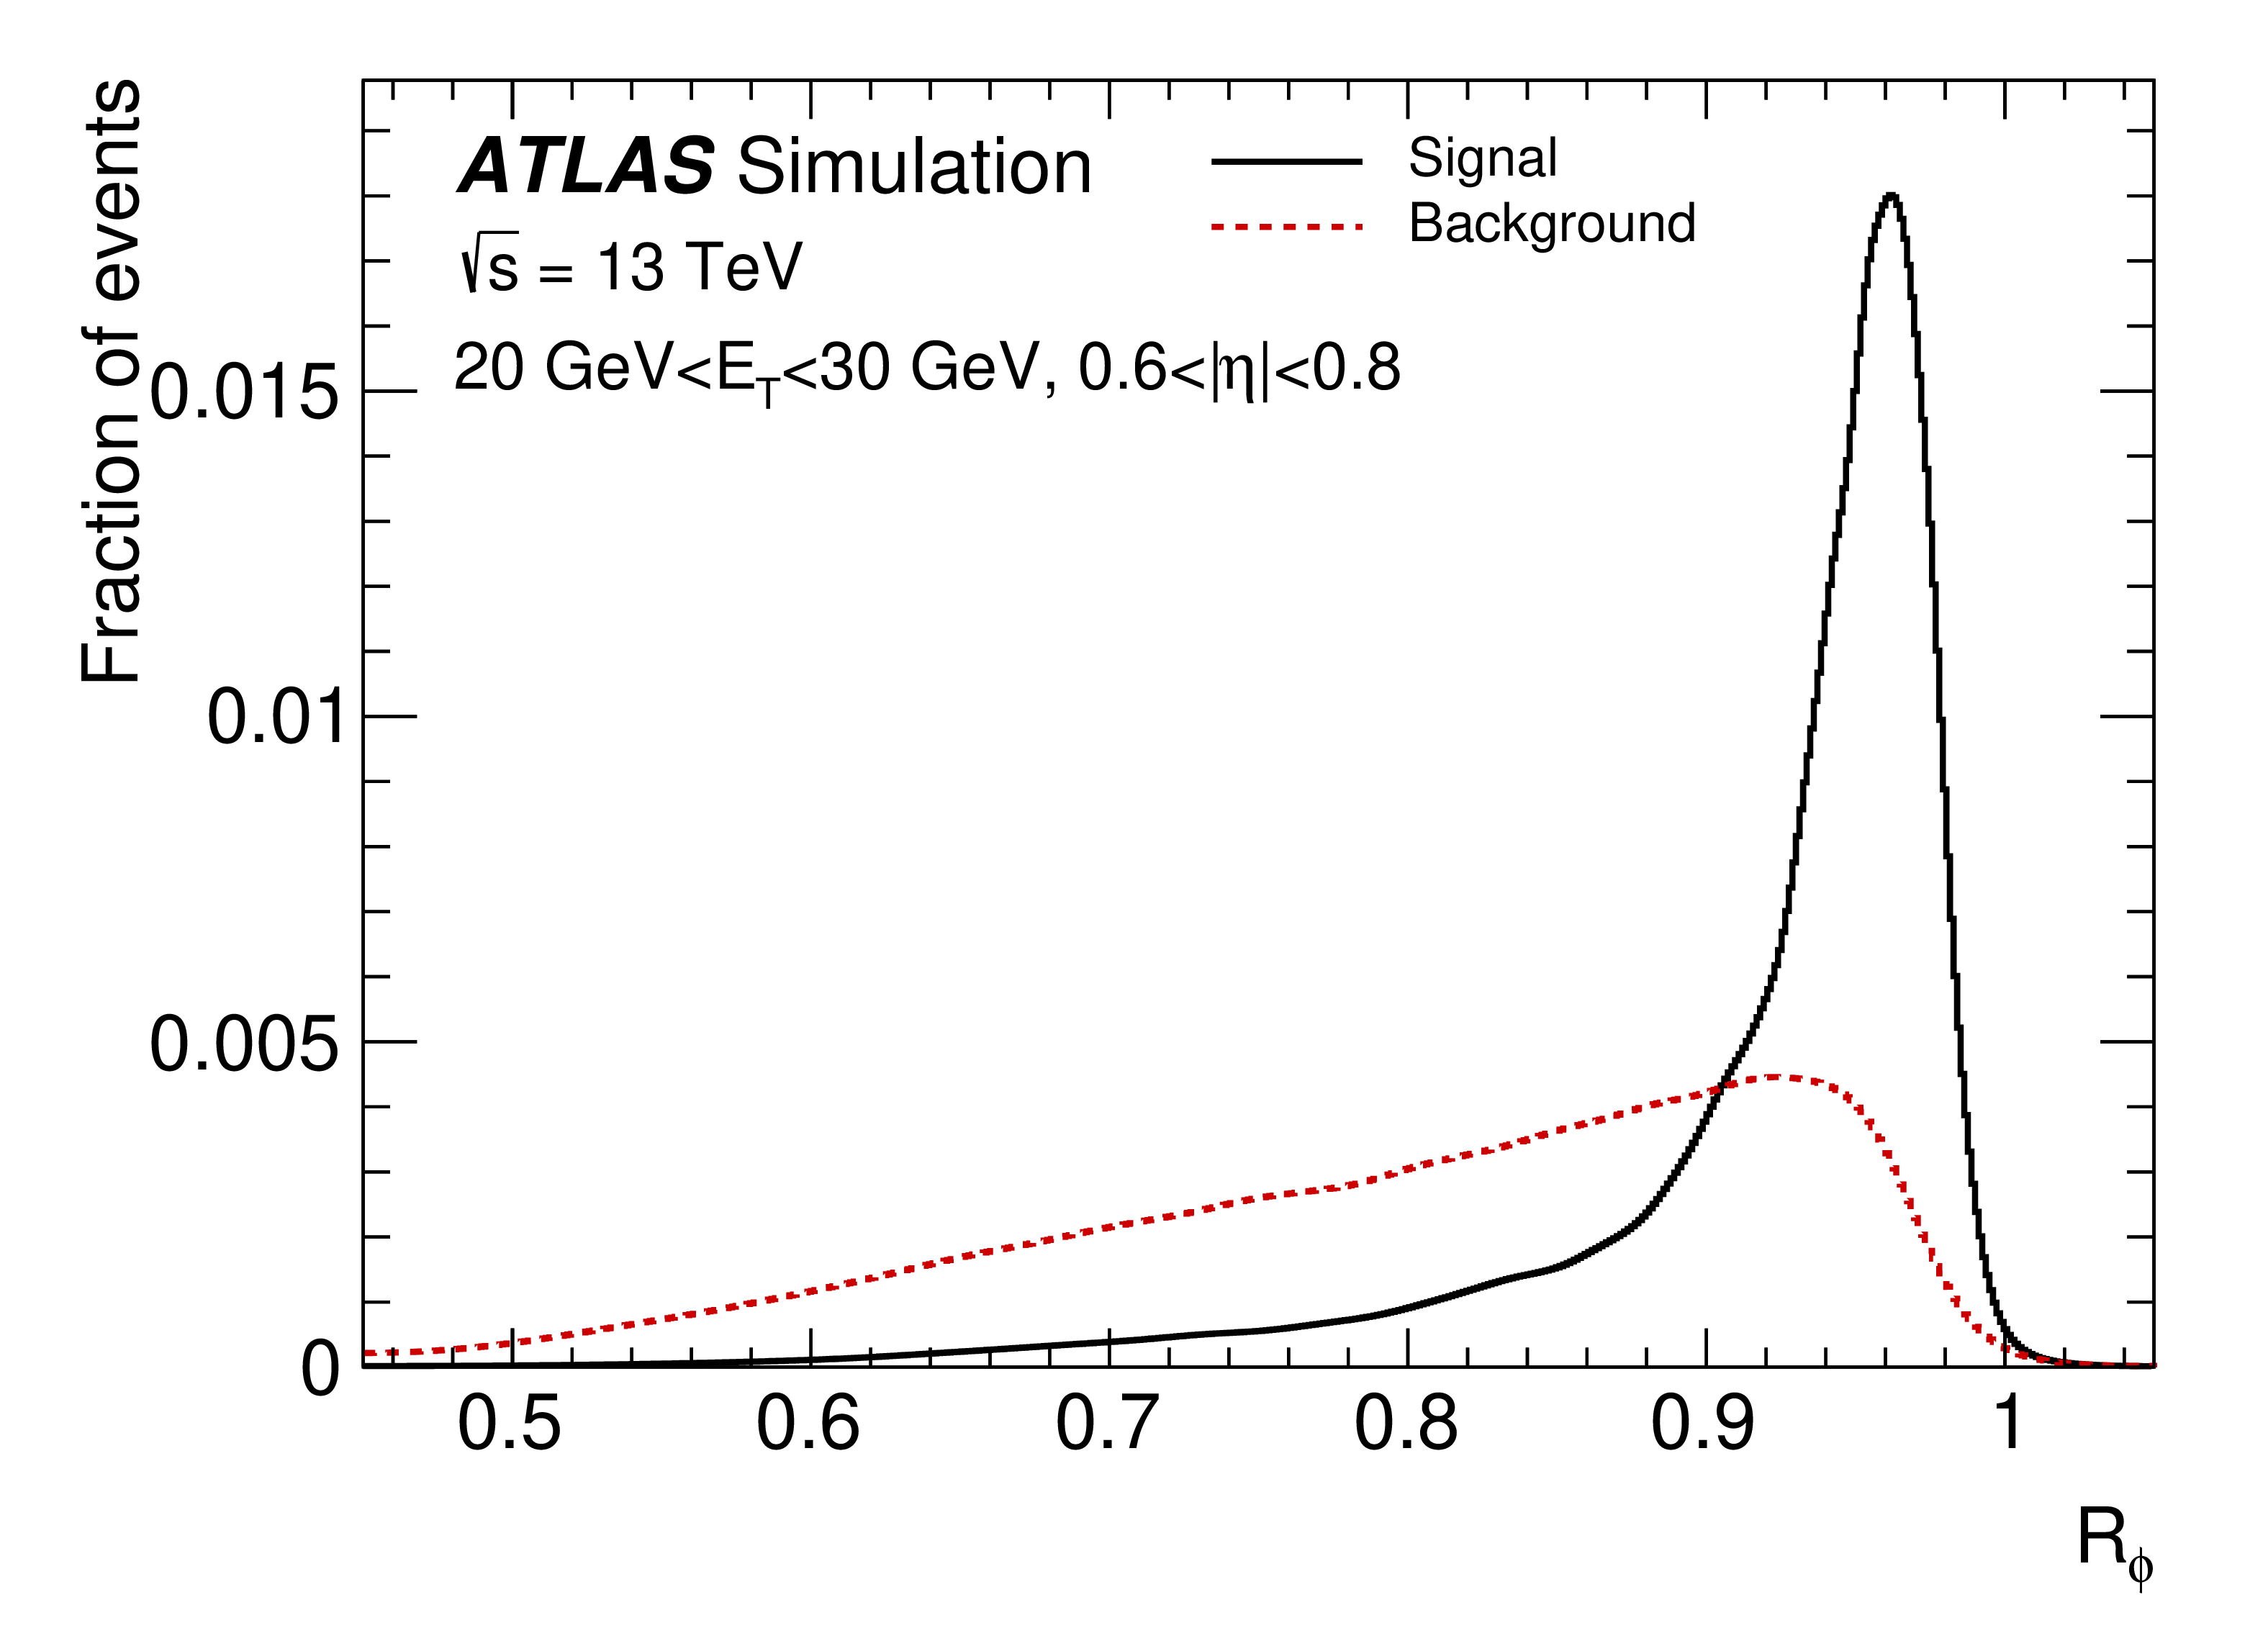 Fraction of events
ATLAS Simulation
√s = 13 TeV
20 GeV<E_T<30 GeV, 0.6<|η|<0.8
Signal
Background
0.015
0.01
0.005
0
0.5 0.6 0.7 0.8 0.9 1
R_ϕ